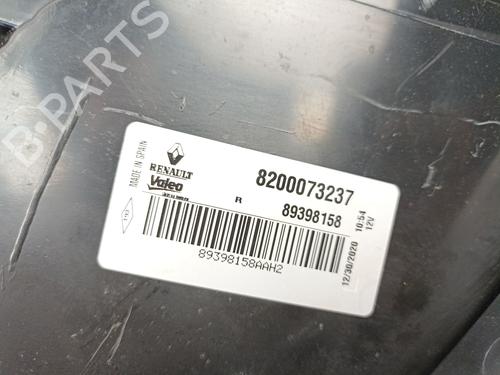 B-PARTS
MADE IN SPAIN
RENAULT
Valeo
8200073237
R
89398158
89398158AAH2
12/30/2020 10:54
12V